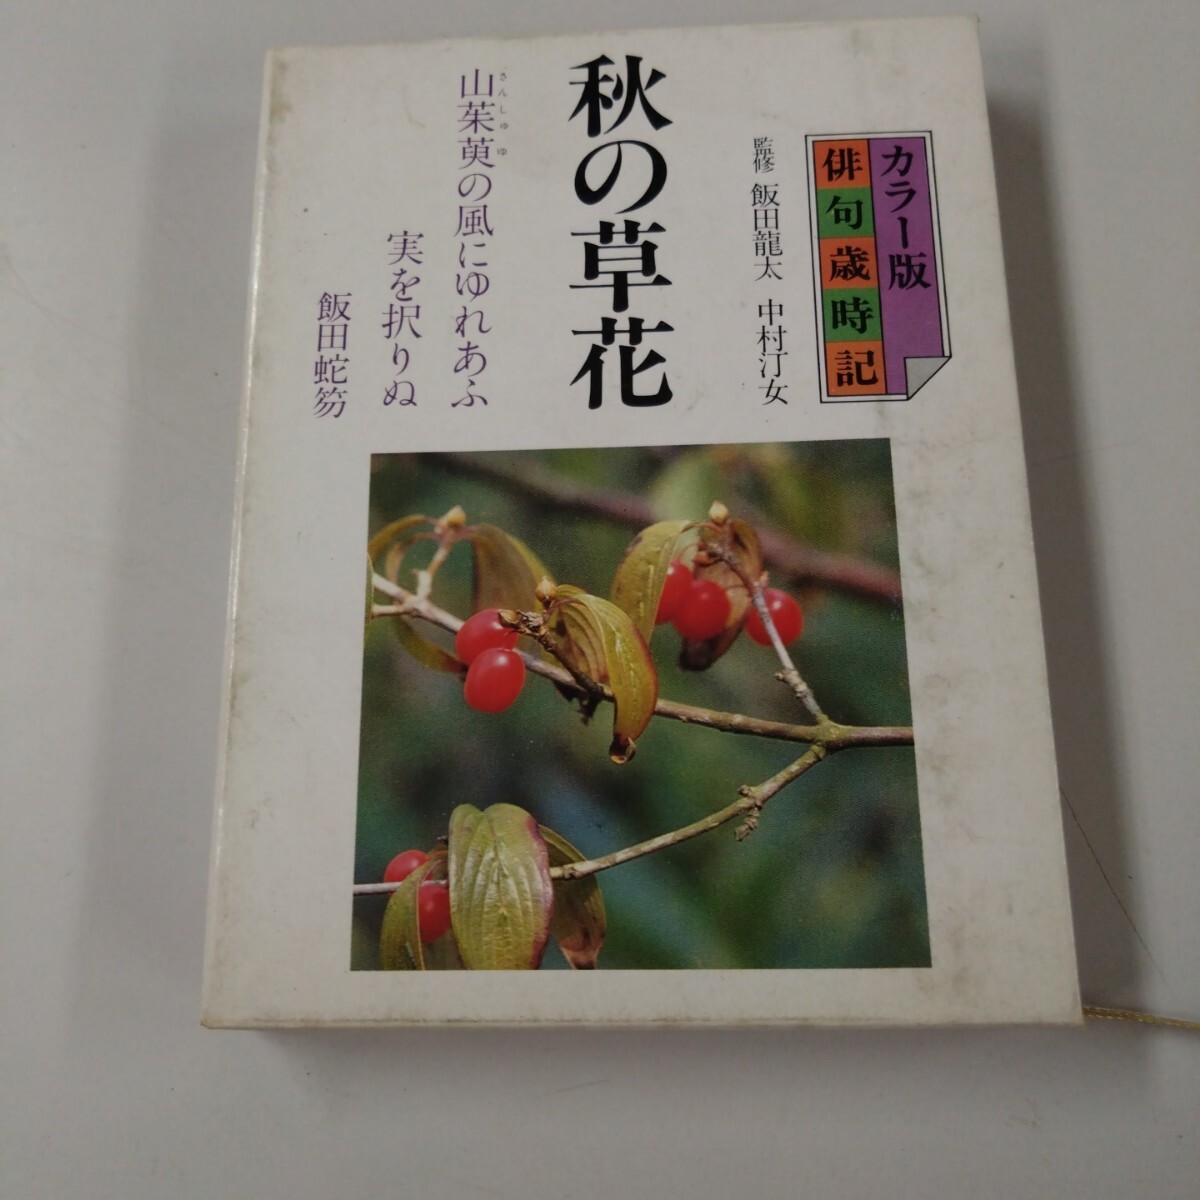 カラー版
俳句歳時記
監修 飯田龍太 中村汀女
秋の草花
さんしゅゆ
山茱萸の風にゆれあふ
実を択りぬ
飯田蛇笏